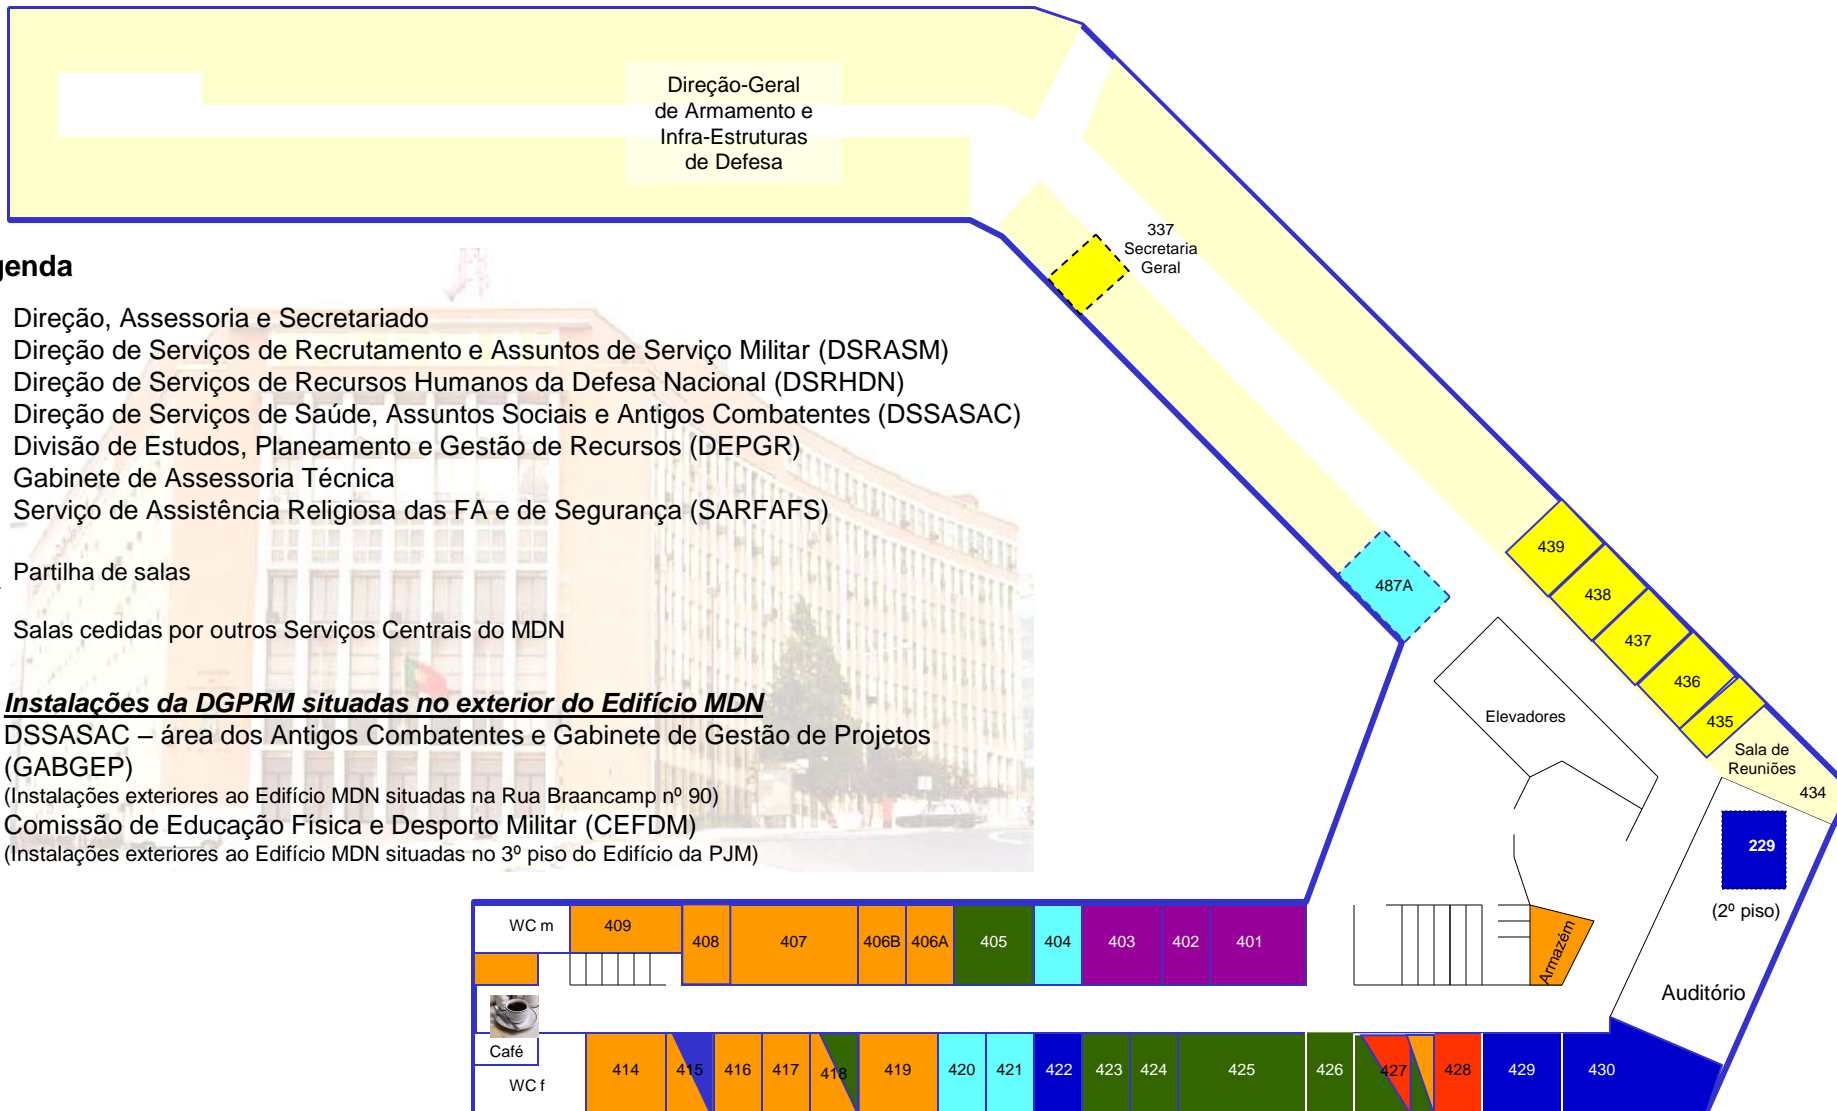 Direção-Geral
de Armamento e
Infra-Estruturas
de Defesa
337
Secretaria
Geral
genda
Direção, Assessoria e Secretariado
Direção de Serviços de Recrutamento e Assuntos de Serviço Militar (DSRASM)
Direção de Serviços de Recursos Humanos da Defesa Nacional (DSRHDN)
Direção de Serviços de Saúde, Assuntos Sociais e Antigos Combatentes (DSSASAC)
Divisão de Estudos, Planeamento e Gestão de Recursos (DEPGR)
Gabinete de Assessoria Técnica
Serviço de Assistência Religiosa das FA e de Segurança (SARFAFS)
Partilha de salas
Salas cedidas por outros Serviços Centrais do MDN
Instalações da DGPRM situadas no exterior do Edifício MDN
DSSASAC – área dos Antigos Combatentes e Gabinete de Gestão de Projetos
(GABGEP)
(Instalações exteriores ao Edifício MDN situadas na Rua Braancamp nº 90)
Comissão de Educação Física e Desporto Militar (CEFDM)
(Instalações exteriores ao Edifício MDN situadas no 3º piso do Edifício da PJM)
439
487A
438
437
436
435
Elevadores
Sala de
Reuniões
434
229
(2º piso)
WC m
409
408
407
406B
406A
405
404
403
402
401
Armazém
Auditório
Café
WC f
414
415
416
417
418
419
420
421
422
423
424
425
426
427
428
429
430